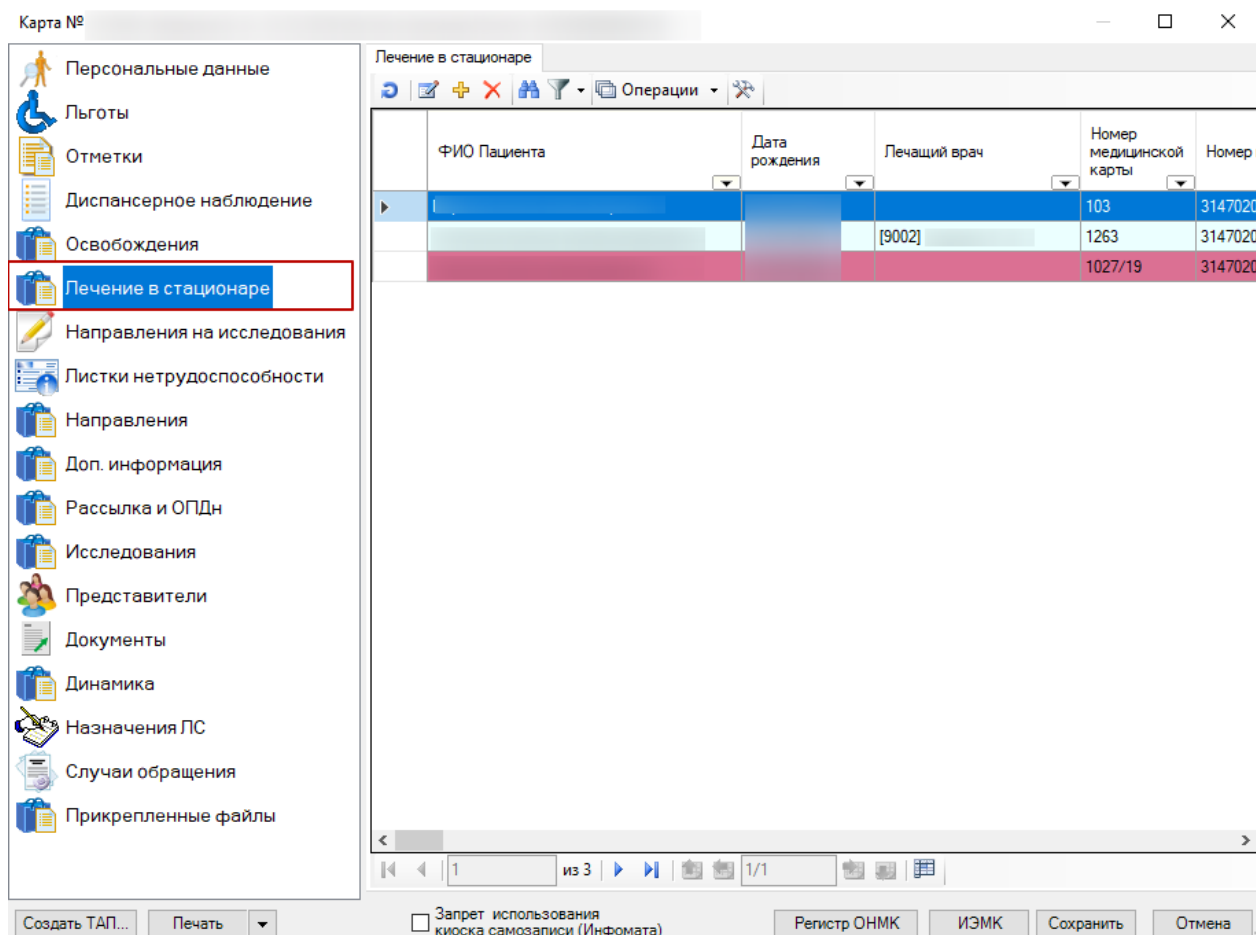 Карта №
Персональные данные
Льготы
Отметки
Диспансерное наблюдение
Освобождения
Лечение в стационаре
Направления на исследования
Листки нетрудоспособности
Направления
Доп. информация
Рассылка и ОПДн
Исследования
Представители
Документы
Динамика
Назначения ЛС
Случаи обращения
Прикрепленные файлы
Лечение в стационаре
Операции
ФИО Пациента
Дата
рождения
Лечащий врач
Номер
медицинской
карты
Номер
103 3147020
[9002] 1263 3147020
1027/19 3147020
1 из 3 1/1
Создать ТАП... Печать
Запрет использования
киоска самозаписи (Инфомата)
Регистр ОНМК ИЭМК Сохранить Отмена